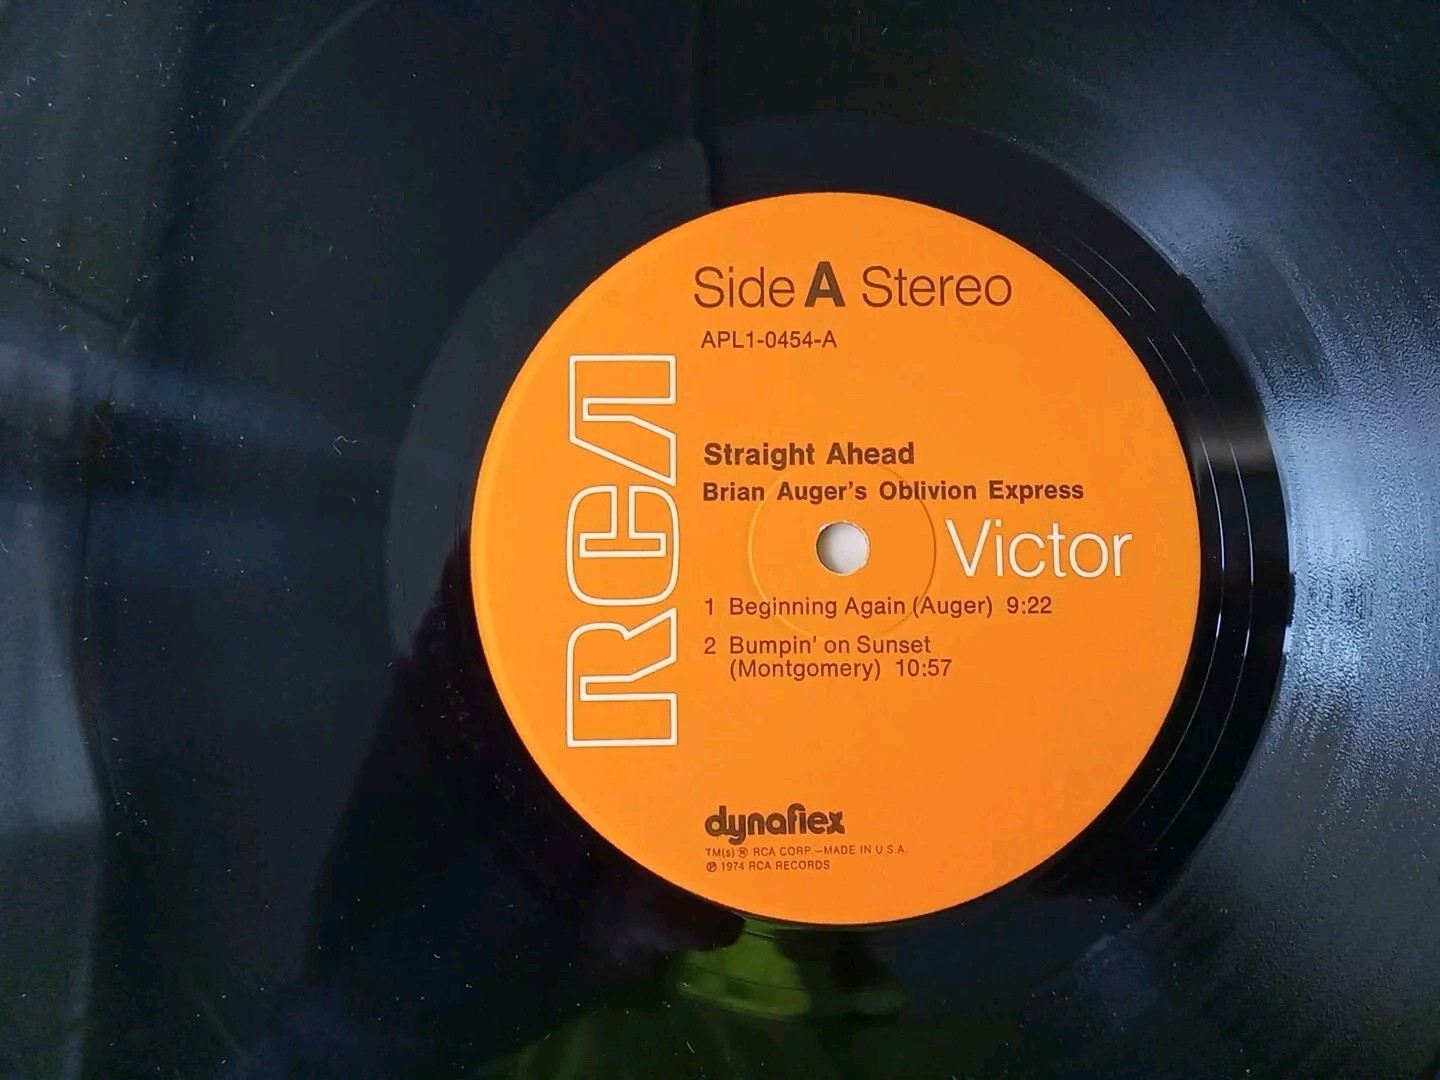 Side A Stereo
APL1-0454-A
RCA
Straight Ahead
Brian Auger's Oblivion Express
Victor
1 Beginning Again (Auger) 9:22
2 Bumpin' on Sunset
(Montgomery) 10:57
dynaflex
TM(s) ® RCA CORP.—MADE IN U.S.A.
℗ 1974 RCA RECORDS